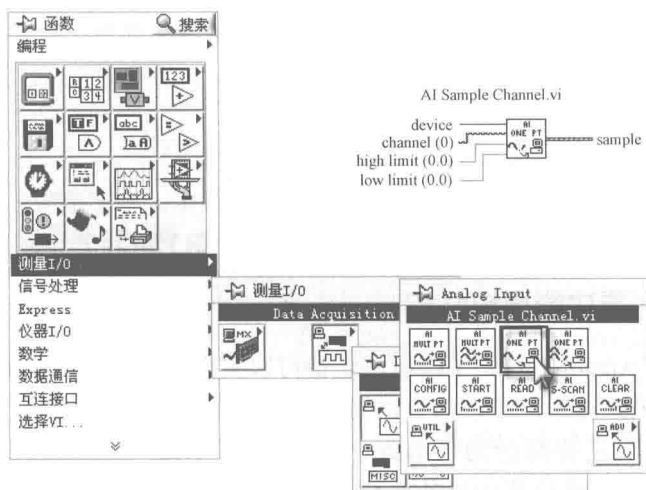 函数
搜索
编程
AI Sample Channel.vi
device
channel (0)
high limit (0.0)
low limit (0.0)
AI
ONE PT
sample
测量I/O
信号处理
Express
仪器I/O
数学
数据通信
互连接口
选择VI...
测量I/O
Data Acquisition
MX
MISC
Analog Input
AI Sample Channel.vi
AI MULT PT
AI MULT PT
AI ONE PT
AI ONE PT
AI CONFIG
AI START
AI READ
AI S-SCAN
AI CLEAR
UTIL
ADV